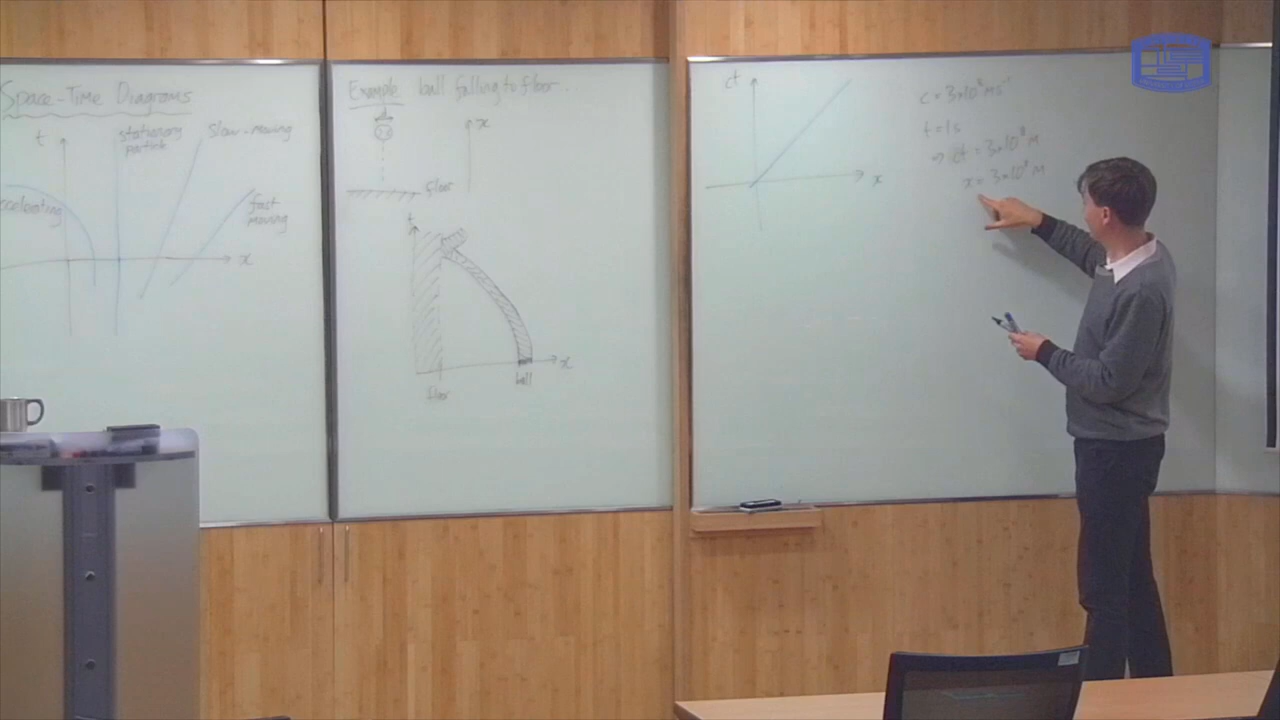 Space-Time Diagrams
t
stationary
particle
slow-moving
accelerating
fast
moving
x
Example ball falling to floor..
x
floor
t
x
floor
ball
ct
x
c = 3×10⁸ Ms⁻¹
t = 1s
⇒ ct = 3×10⁸ M
x = 3×10⁸ M